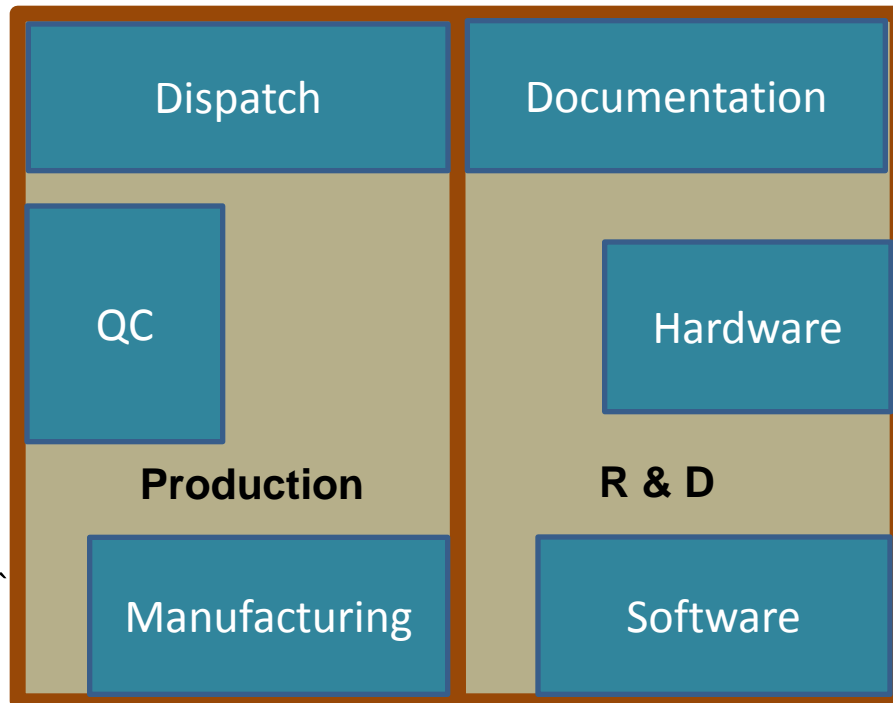 Dispatch
Documentation
QC
Hardware
Production
R & D
Manufacturing
Software
`